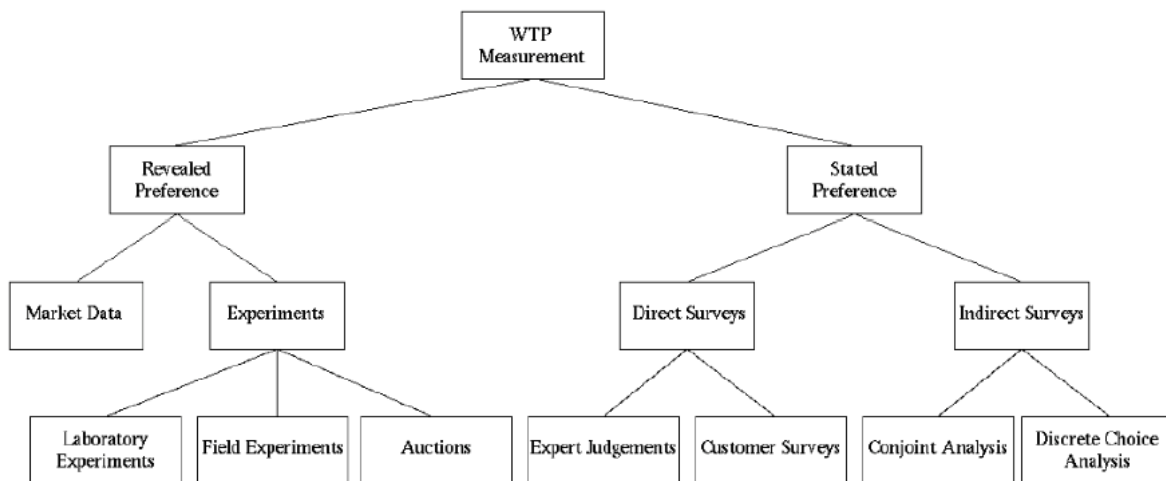 WTP
Measurement
Revealed
Preference
Stated
Preference
Market Data
Experiments
Direct Surveys
Indirect Surveys
Laboratory
Experiments
Field Experiments
Auctions
Expert Judgements
Customer Surveys
Conjoint Analysis
Discrete Choice
Analysis